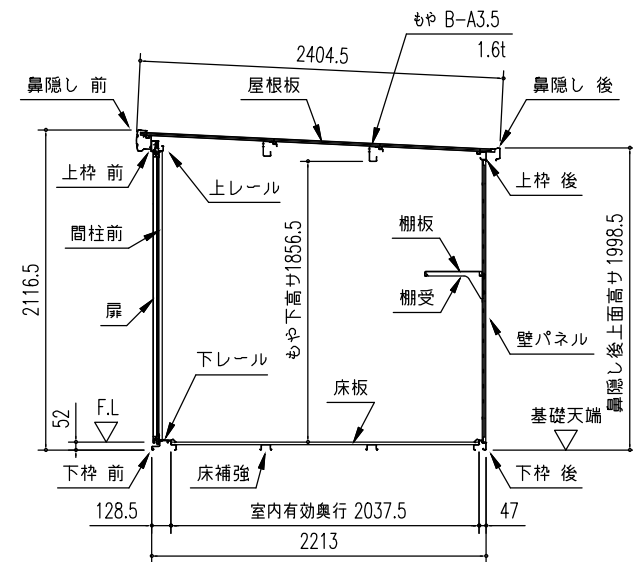 もや B-A3.5
1.6t
2404.5
鼻隠し 前
屋根板
鼻隠し 後
上枠 前
上レール
上枠 後
間柱前
棚板
棚受
扉
壁パネル
もや下高サ1856.5
2116.5
鼻隠し後上面高サ1998.5
下レール
52
F.L
床板
基礎天端
下枠 前
床補強
下枠 後
128.5
室内有効奥行 2037.5
47
2213